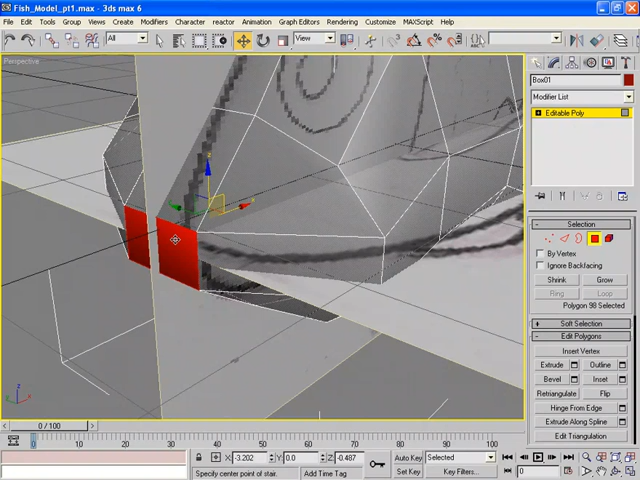 Fish_Model_pt1.max - 3ds max 6
File Edit Tools Group Views Create Modifiers Character reactor Animation Graph Editors Rendering Customize MAXScript Help
All View
Perspective
Box01
Modifier List
Editable Poly
Selection
By Vertex
Ignore Backfacing
Shrink Grow
Ring Loop
Polygon 98 Selected
Soft Selection
Edit Polygons
Insert Vertex
Extrude Outline
Bevel Inset
Retriangulate Flip
Hinge From Edge
Extrude Along Spline
Edit Triangulation
0 / 100
0 10 20 30 40 50 60 70 80 90 100
X: -3.202 Y: 0.0 Z: -0.487
Auto Key Selected
Specify center point of stair. Add Time Tag
Set Key Key Filters... 0